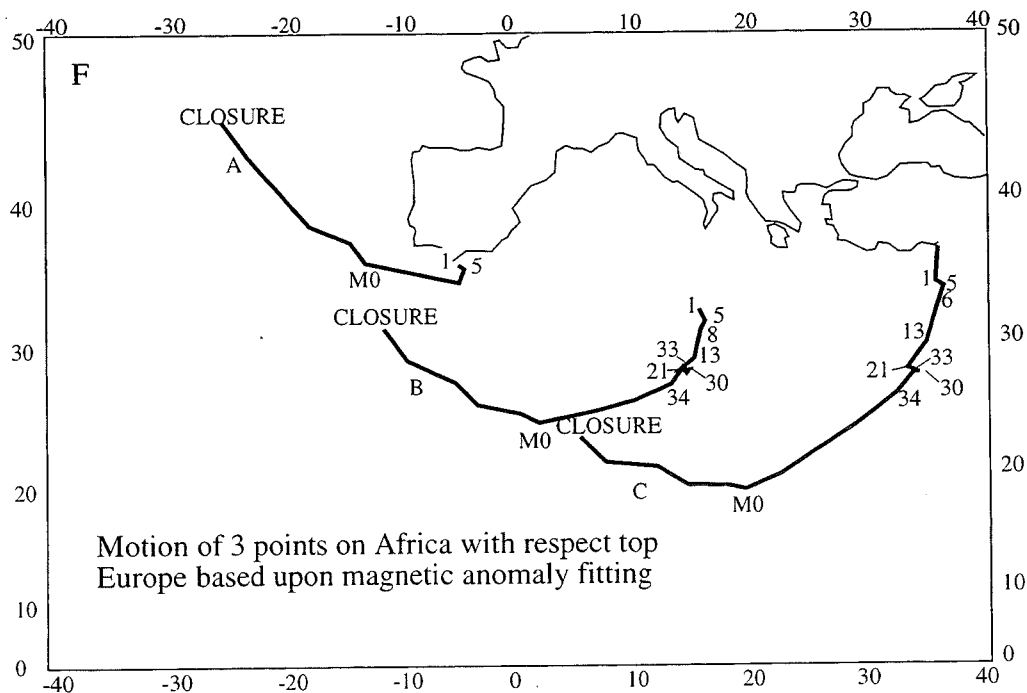 -40 -30 -20 -10 0 10 20 30 40
50 50
F
CLOSURE
A
40 40
1 5
M0
1 5
6
CLOSURE
1 5
8
30 30
13
33 13
21 30
33
21 30
B
34
34
M0
CLOSURE
20 20
C
M0
Motion of 3 points on Africa with respect top
Europe based upon magnetic anomaly fitting
10 10
0 0
-40 -30 -20 -10 0 10 20 30 40